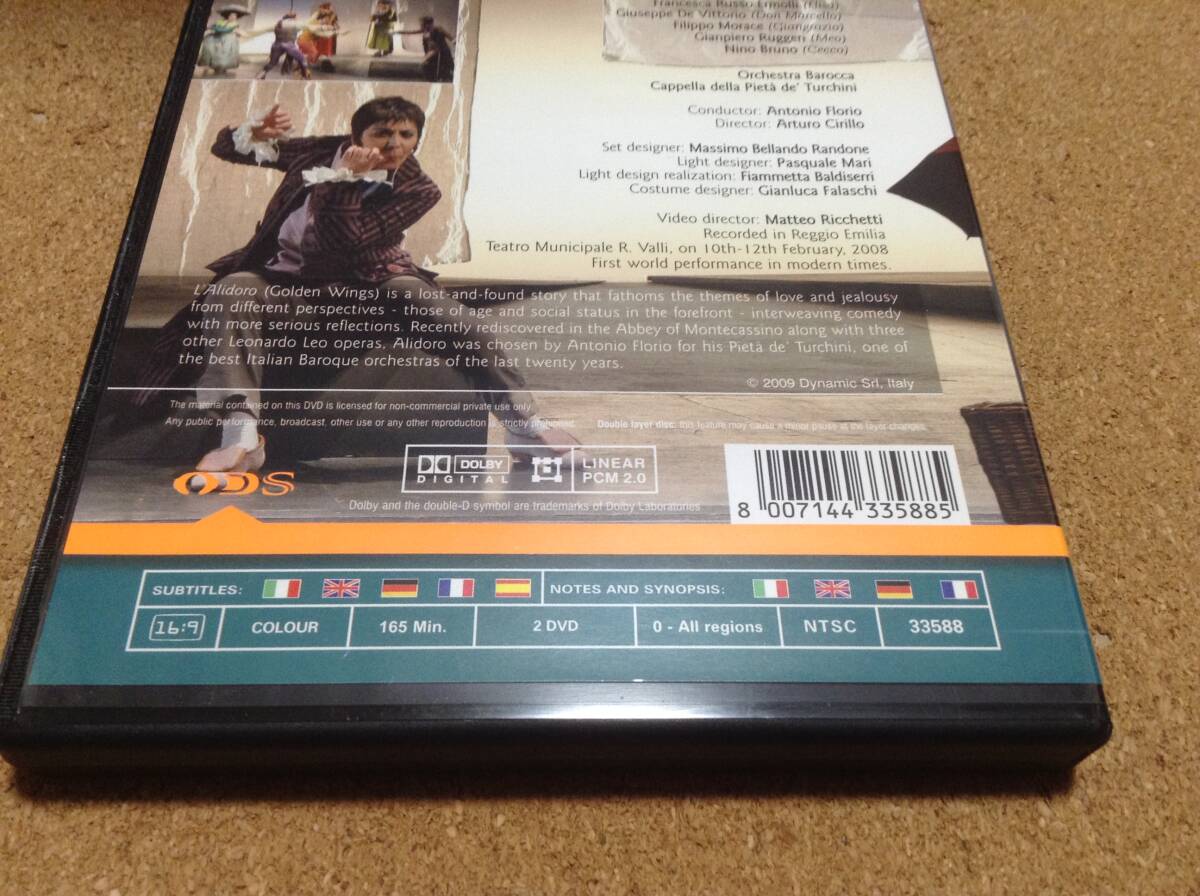 Francesca Russo Ermolli (Elisa)
Giuseppe De Vittorio (Don Marcello)
Filippo Morace (Giangrazio)
Gianpiero Ruggeri (Meo)
Nino Bruno (Cecco)
Orchestra Barocca
Cappella della Pietà de' Turchini
Conductor: Antonio Florio
Director: Arturo Cirillo
Set designer: Massimo Bellando Randone
Light designer: Pasquale Mari
Light design realization: Fiammetta Baldiserri
Costume designer: Gianluca Falaschi
Video director: Matteo Ricchetti
Recorded in Reggio Emilia
Teatro Municipale R. Valli, on 10th-12th February, 2008
First world performance in modern times.
L'Alidoro (Golden Wings) is a lost-and-found story that fathoms the themes of love and jealousy
from different perspectives - those of age and social status in the forefront - interweaving comedy
with more serious reflections. Recently rediscovered in the Abbey of Montecassino along with three
other Leonardo Leo operas, Alidoro was chosen by Antonio Florio for his Pietà de' Turchini, one of
the best Italian Baroque orchestras of the last twenty years.
© 2009 Dynamic Srl, Italy
The material contained on this DVD is licensed for non-commercial private use only.
Any public performance, broadcast, other use or any other reproduction is strictly prohibited. Double layer disc: this feature may cause a minor pause at the layer changes.
ODS
DOLBY
DIGITAL
LINEAR
PCM 2.0
Dolby and the double-D symbol are trademarks of Dolby Laboratories
8 007144 335885
SUBTITLES: NOTES AND SYNOPSIS:
16:9 COLOUR 165 Min. 2 DVD 0 - All regions NTSC 33588